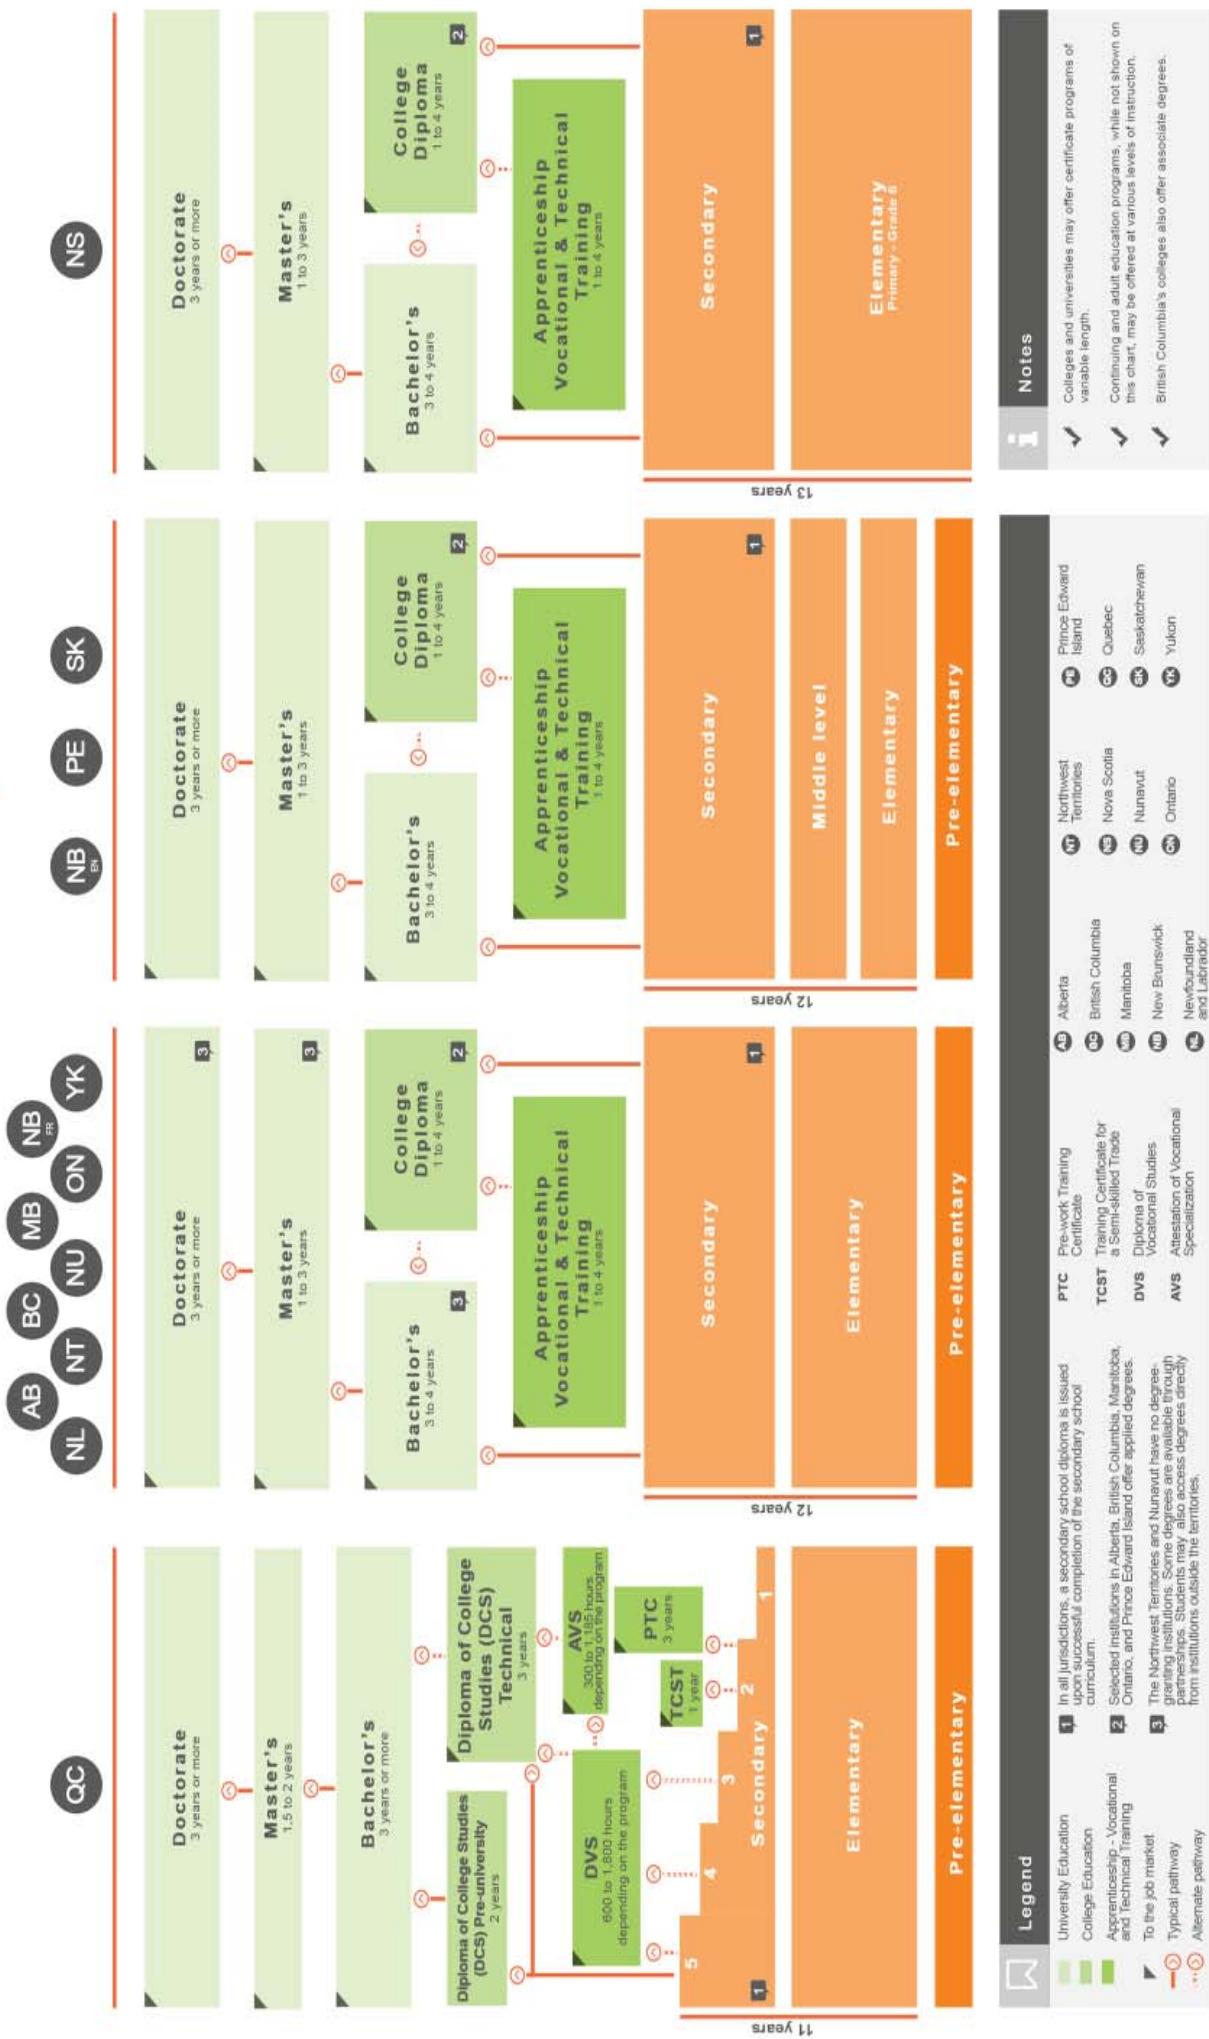 QC
Doctorate
3 years or more
Master's
1.5 to 2 years
Bachelor's
3 years or more
Diploma of College Studies
(DCS) Pre-university
2 years
Diploma of College
Studies (DCS)
Technical
3 years
DVS
600 to 1,800 hours
depending on the program
AVS
300 to 1,185 hours
depending on the program
TCST
1 year
PTC
3 years
5
4
3
2
1
Secondary
1
Elementary
Pre-elementary
11 years
NL
AB
NT
BC
NU
MB
ON
NB
FR
YK
Doctorate
3 years or more
3
Master's
1 to 3 years
3
Bachelor's
3 to 4 years
3
College
Diploma
1 to 4 years
2
Apprenticeship
Vocational & Technical
Training
1 to 4 years
Secondary
1
Elementary
Pre-elementary
12 years
NB
EN
PE
SK
Doctorate
3 years or more
Master's
1 to 3 years
Bachelor's
3 to 4 years
College
Diploma
1 to 4 years
2
Apprenticeship
Vocational & Technical
Training
1 to 4 years
Secondary
1
Middle level
Elementary
Pre-elementary
12 years
NS
Doctorate
3 years or more
Master's
1 to 3 years
Bachelor's
3 to 4 years
College
Diploma
1 to 4 years
2
Apprenticeship
Vocational & Technical
Training
1 to 4 years
Secondary
1
Elementary
Primary - Grade 6
13 years
Legend
University Education
College Education
Apprenticeship - Vocational
and Technical Training
To the job market
Typical pathway
Alternate pathway
1 In all jurisdictions, a secondary school diploma is issued
upon successful completion of the secondary school
curriculum.
2 Selected institutions in Alberta, British Columbia, Manitoba,
Ontario, and Prince Edward Island offer applied degrees.
3 The Northwest Territories and Nunavut have no degree-
granting institutions. Some degrees are available through
partnerships. Students may also access degrees directly
from institutions outside the territories.
PTC Pre-work Training
Certificate
TCST Training Certificate for
a Semi-skilled Trade
DVS Diploma of
Vocational Studies
AVS Attestation of Vocational
Specialization
AB Alberta
BC British Columbia
MB Manitoba
NB New Brunswick
NL Newfoundland
and Labrador
NT Northwest
Territories
NS Nova Scotia
NU Nunavut
ON Ontario
PE Prince Edward
Island
QC Quebec
SK Saskatchewan
YK Yukon
Notes
Colleges and universities may offer certificate programs of
variable length.
Continuing and adult education programs, while not shown on
this chart, may be offered at various levels of instruction.
British Columbia's colleges also offer associate degrees.